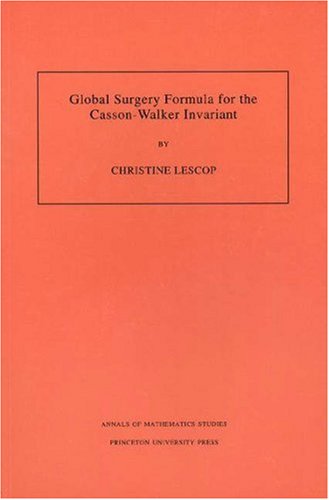 Global Surgery Formula for the
Casson-Walker Invariant
BY
CHRISTINE LESCOP
ANNALS OF MATHEMATICS STUDIES
PRINCETON UNIVERSITY PRESS